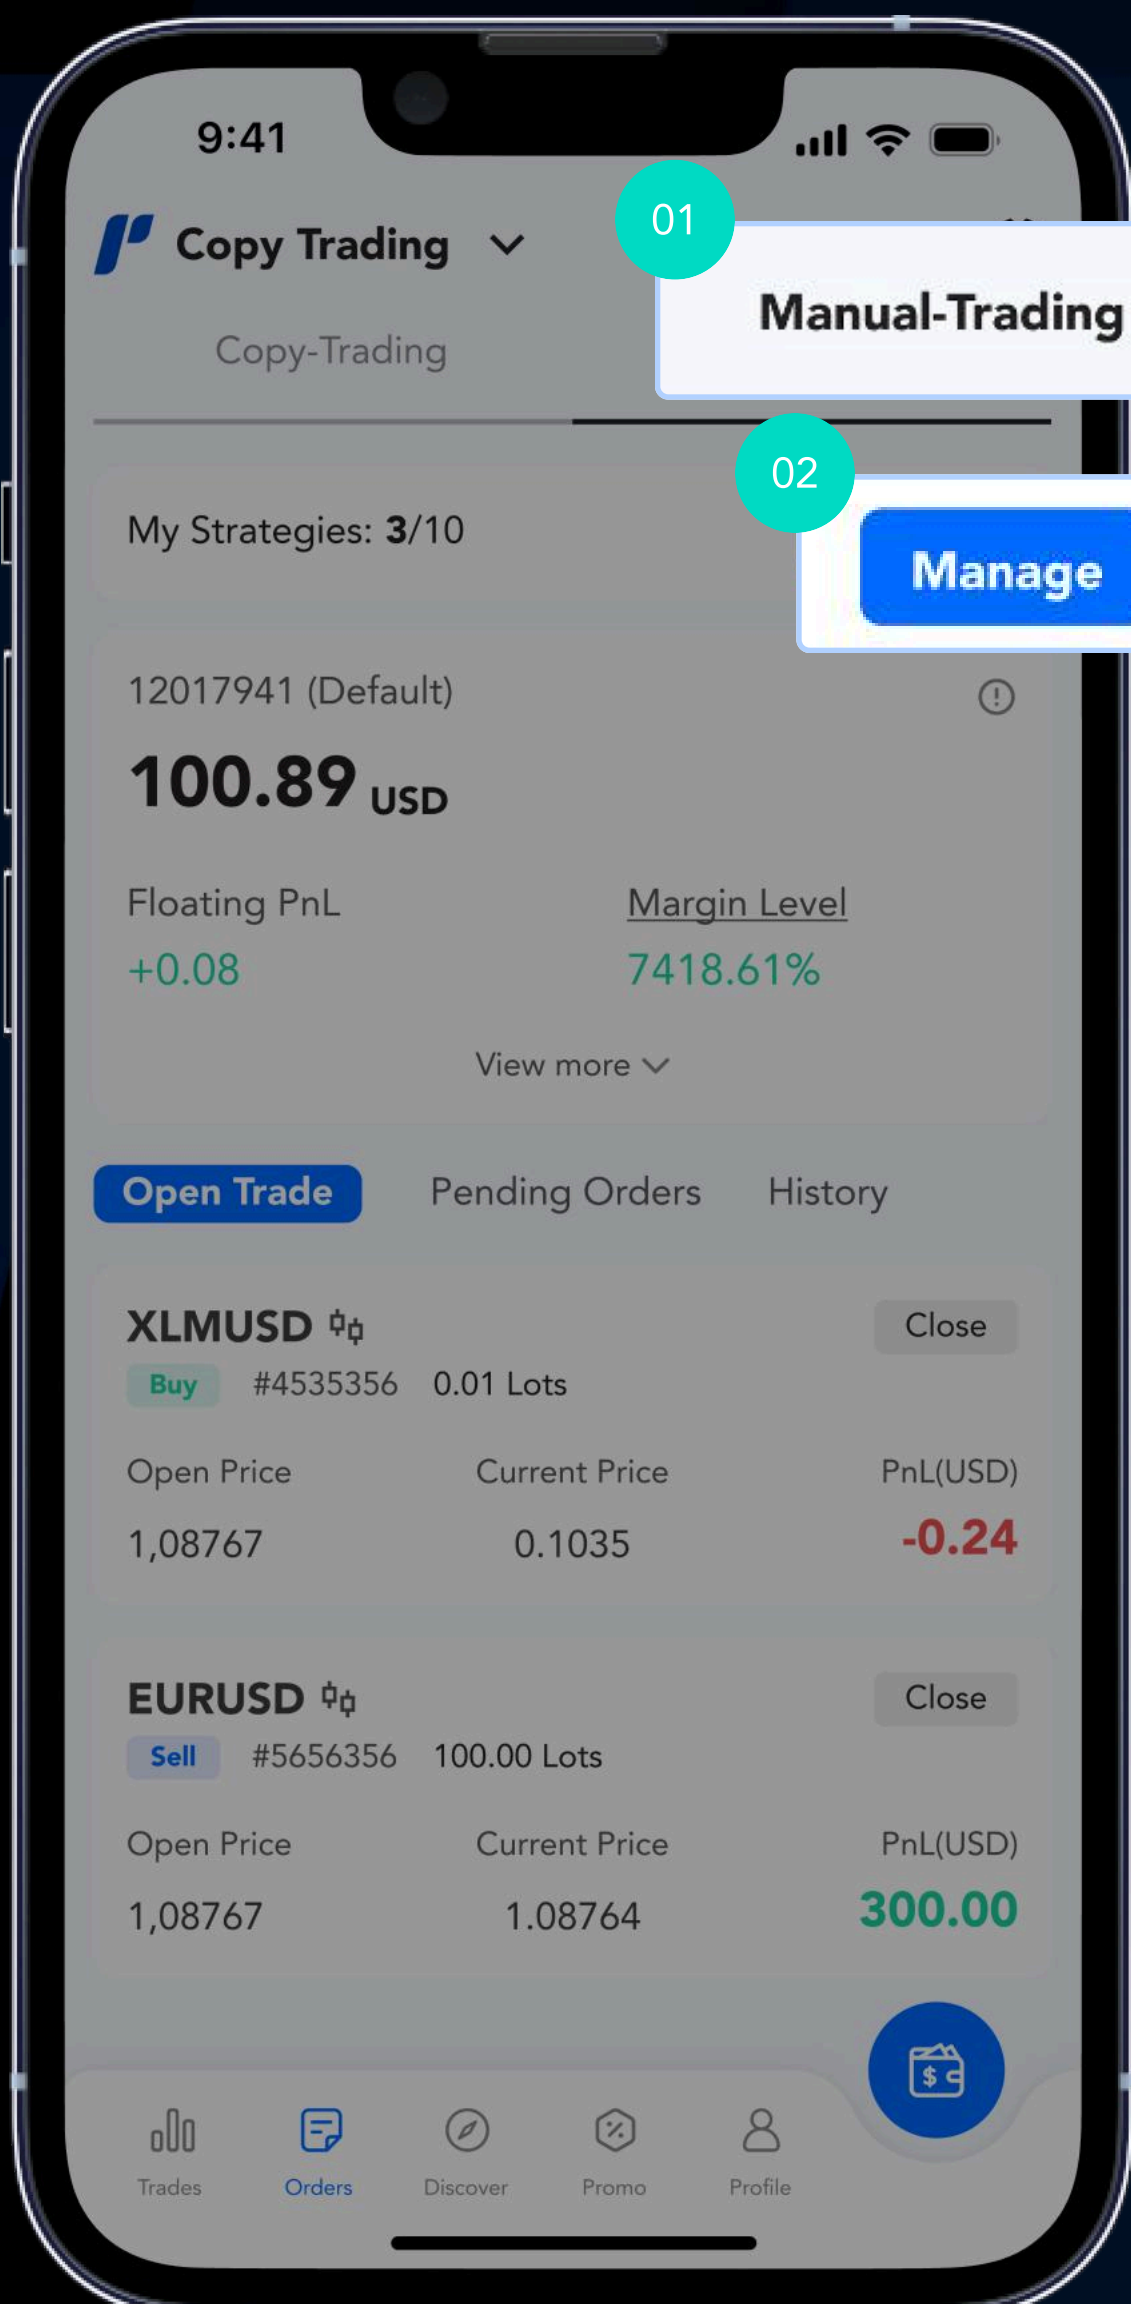 9:41
01
Copy Trading
Manual-Trading
Copy-Trading
02
My Strategies: 3/10
Manage
12017941 (Default)
100.89 USD
Floating PnL Margin Level
+0.08 7418.61%
View more
Open Trade Pending Orders History
XLMUSD Close
Buy #4535356 0.01 Lots
Open Price Current Price PnL(USD)
1,08767 0.1035 -0.24
EURUSD Close
Sell #5656356 100.00 Lots
Open Price Current Price PnL(USD)
1,08767 1.08764 300.00
Trades Orders Discover Promo Profile